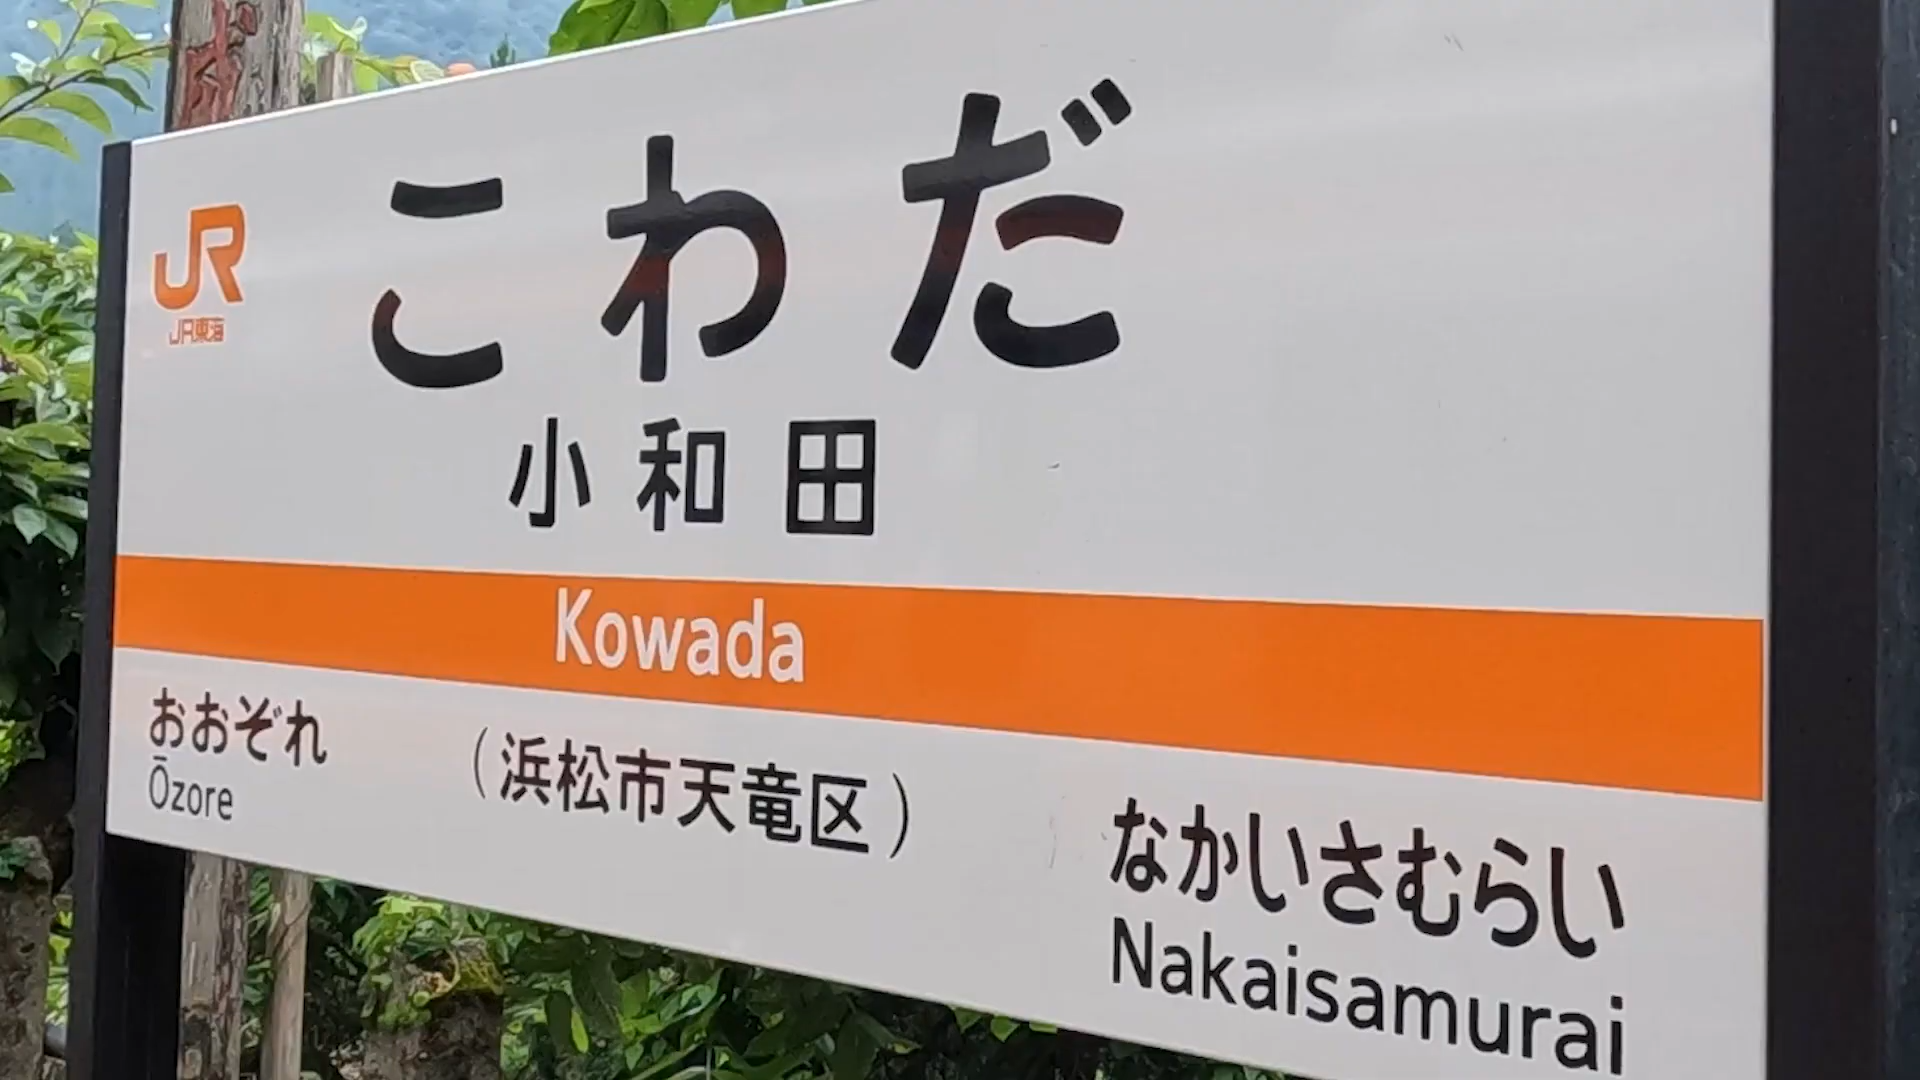 JR
JR東海
こわだ
小和田
Kowada
おおぞれ
Ōzore
（浜松市天竜区）
なかいさむらい
Nakaisamurai